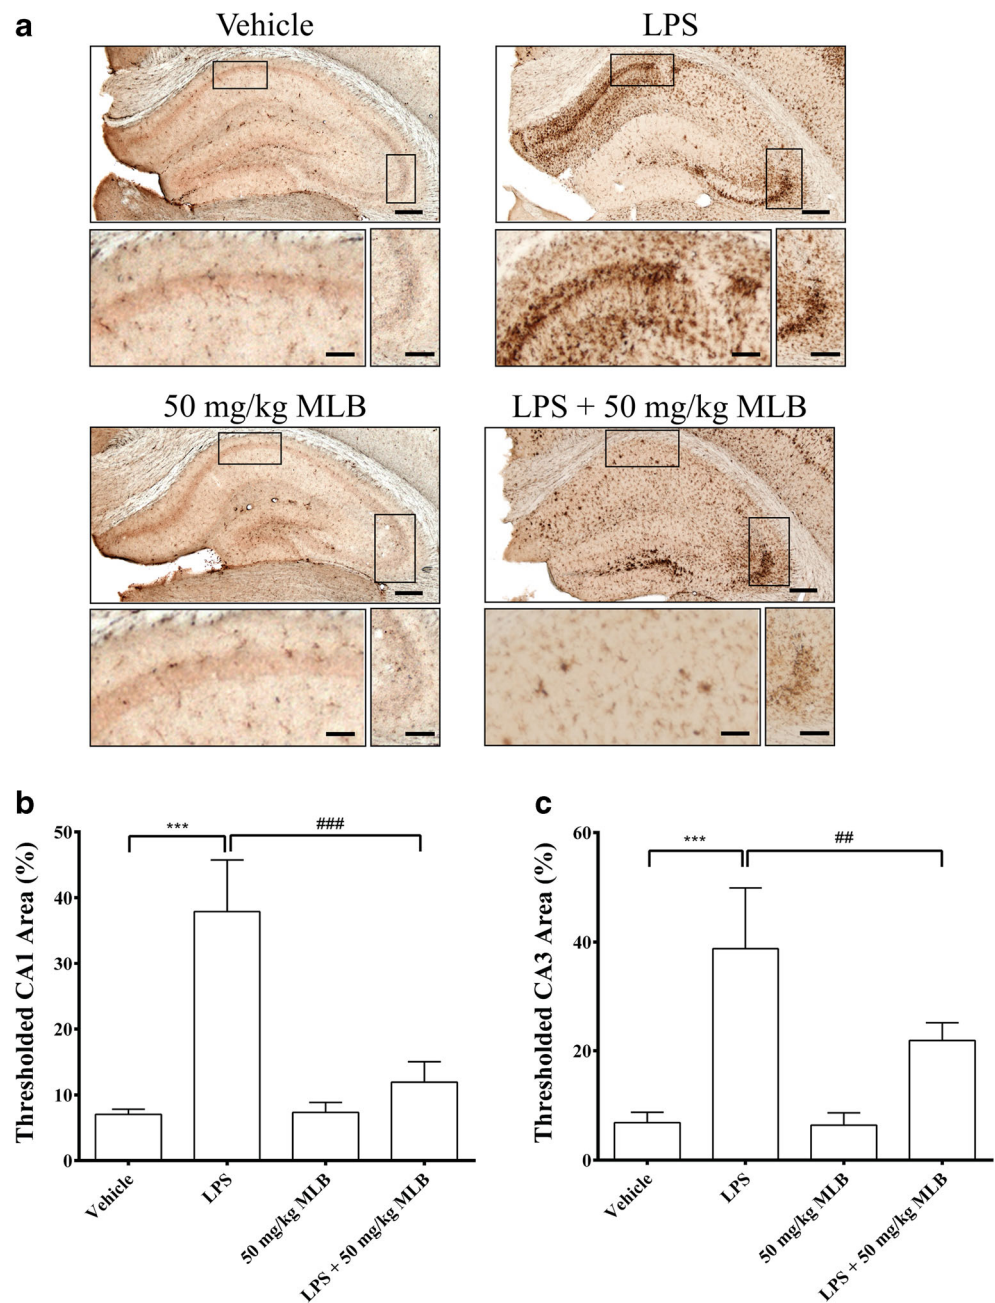 a
Vehicle
LPS
50 mg/kg MLB
LPS + 50 mg/kg MLB
b
Thresholded CA1 Area (%)
50
40
30
20
10
0
***
###
Vehicle
LPS
50 mg/kg MLB
LPS + 50 mg/kg MLB
c
Thresholded CA3 Area (%)
60
40
20
0
***
##
Vehicle
LPS
50 mg/kg MLB
LPS + 50 mg/kg MLB